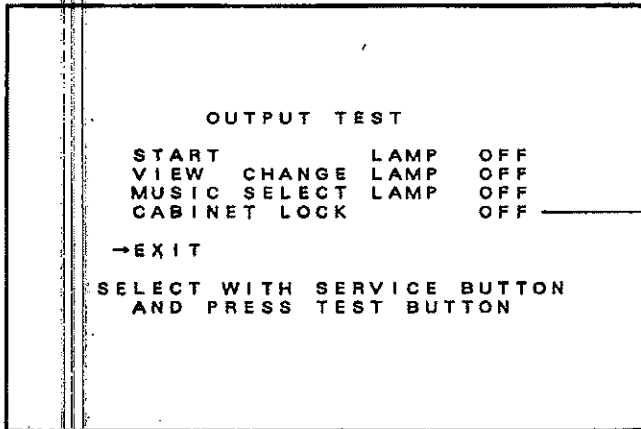 OUTPUT TEST
START LAMP OFF
VIEW CHANGE LAMP OFF
MUSIC SELECT LAMP OFF
CABINET LOCK OFF
→EXIT
SELECT WITH SERVICE BUTTON
AND PRESS TEST BUTTON